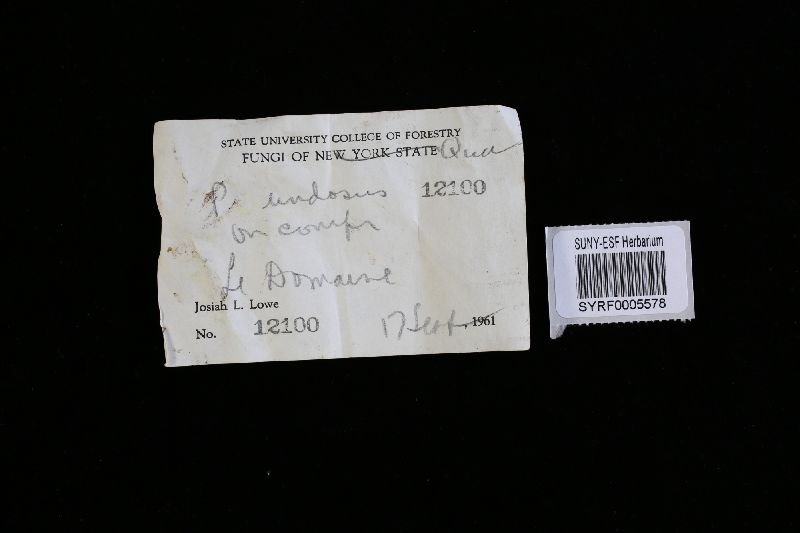 STATE UNIVERSITY COLLEGE OF FORESTRY
FUNGI OF NEW YORK STATE Que
P. undosus 12100
on conifer
Le Domaine
Josiah L. Lowe
No. 12100 17 Sept. 1961
SUNY-ESF Herbarium
SYRF0005578